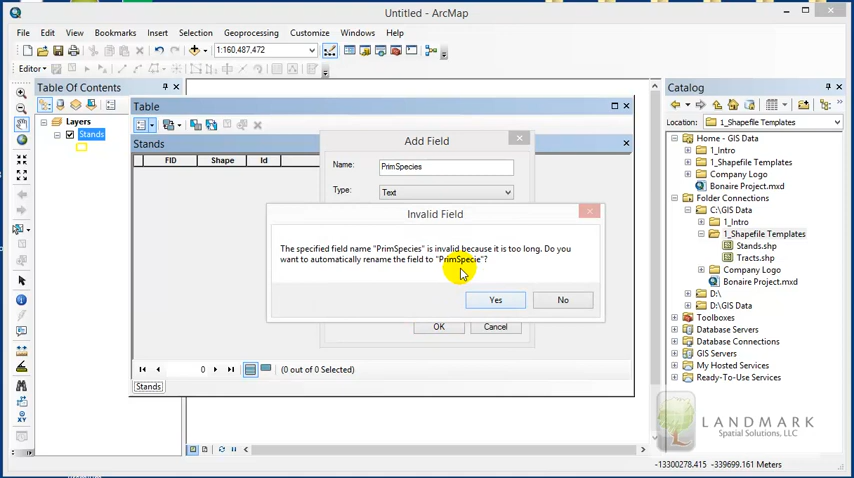 Untitled - ArcMap
File Edit View Bookmarks Insert Selection Geoprocessing Customize Windows Help
1:160,487,472
Editor
Table Of Contents
Layers
Stands
Table
Stands
FID Shape Id
Add Field
Name: PrimSpecies
Type: Text
Invalid Field
The specified field name "PrimSpecies" is invalid because it is too long. Do you
want to automatically rename the field to "PrimSpecie"?
Yes No
OK Cancel
0 (0 out of 0 Selected)
Stands
Catalog
Location: 1_Shapefile Templates
Home - GIS Data
1_Intro
1_Shapefile Templates
Company Logo
Bonaire Project.mxd
Folder Connections
C:\GIS Data
1_Intro
1_Shapefile Templates
Stands.shp
Tracts.shp
Company Logo
Bonaire Project.mxd
D:\
D:\GIS Data
Toolboxes
Database Servers
Database Connections
GIS Servers
My Hosted Services
Ready-To-Use Services
LANDMARK
Spatial Solutions, LLC
-13300278.415 -339699.161 Meters